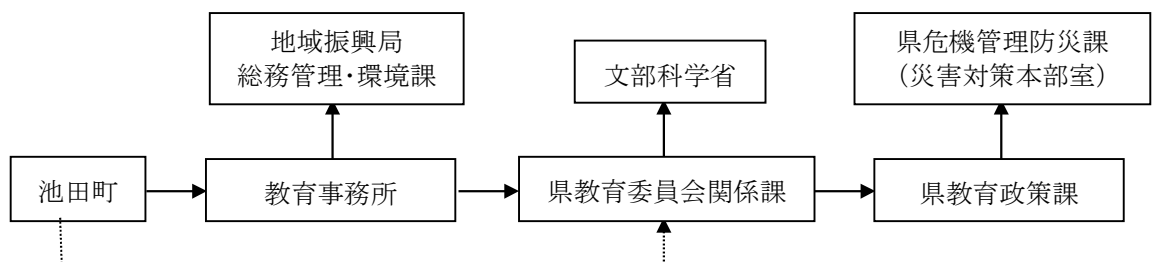 地域振興局
総務管理・環境課
文部科学省
県危機管理防災課
（災害対策本部室）
池田町
教育事務所
県教育委員会関係課
県教育政策課